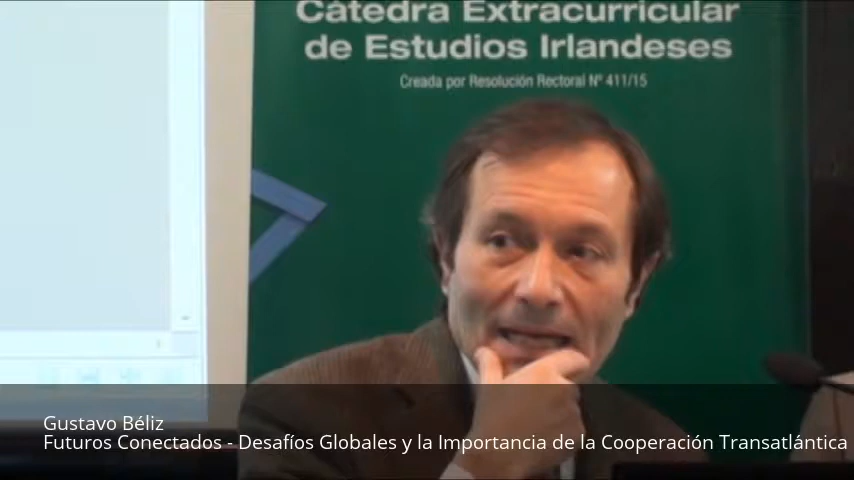 Cátedra Extracurricular
de Estudios Irlandeses
Creada por Resolución Rectoral Nº 411/15
Gustavo Béliz
Futuros Conectados - Desafíos Globales y la Importancia de la Cooperación Transatlántica